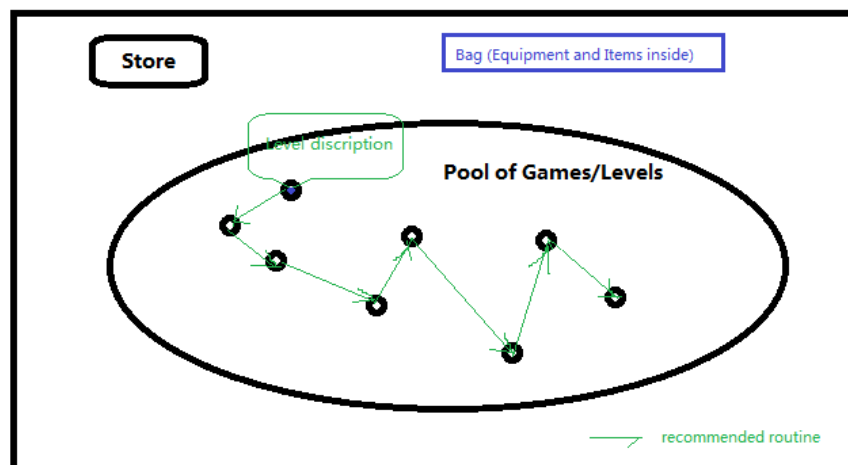 Store
Bag (Equipment and Items inside)
Level discription
Pool of Games/Levels
recommended routine